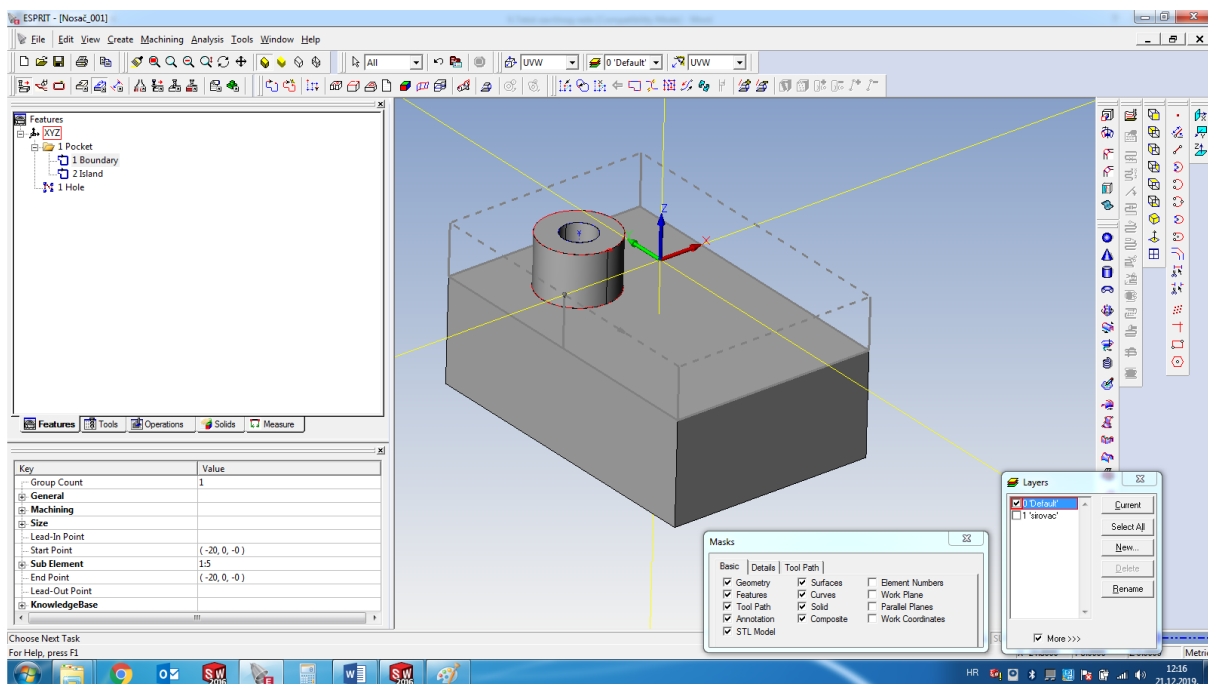 ESPRIT - [Nosač_001]
File Edit View Create Machining Analysis Tools Window Help
All UVW 0 'Default' UVW
Features
XYZ
1 Pocket
1 Boundary
2 Island
1 Hole
Z
X
Features Tools Operations Solids Measure
Key Value
Group Count 1
General
Machining
Size
Lead-In Point
Start Point ( -20, 0, -0 )
Sub Element 1:5
End Point ( -20, 0, -0 )
Lead-Out Point
KnowledgeBase
Masks
Basic Details Tool Path
Geometry Surfaces Element Numbers
Features Curves Work Plane
Tool Path Solid Parallel Planes
Annotation Composite Work Coordinates
STL Model
Layers
0 'Default'
1 'sirovac'
Current
Select All
New...
Delete
Rename
More >>>
Choose Next Task
For Help, press F1
Metric
HR
12:16
21.12.2019.